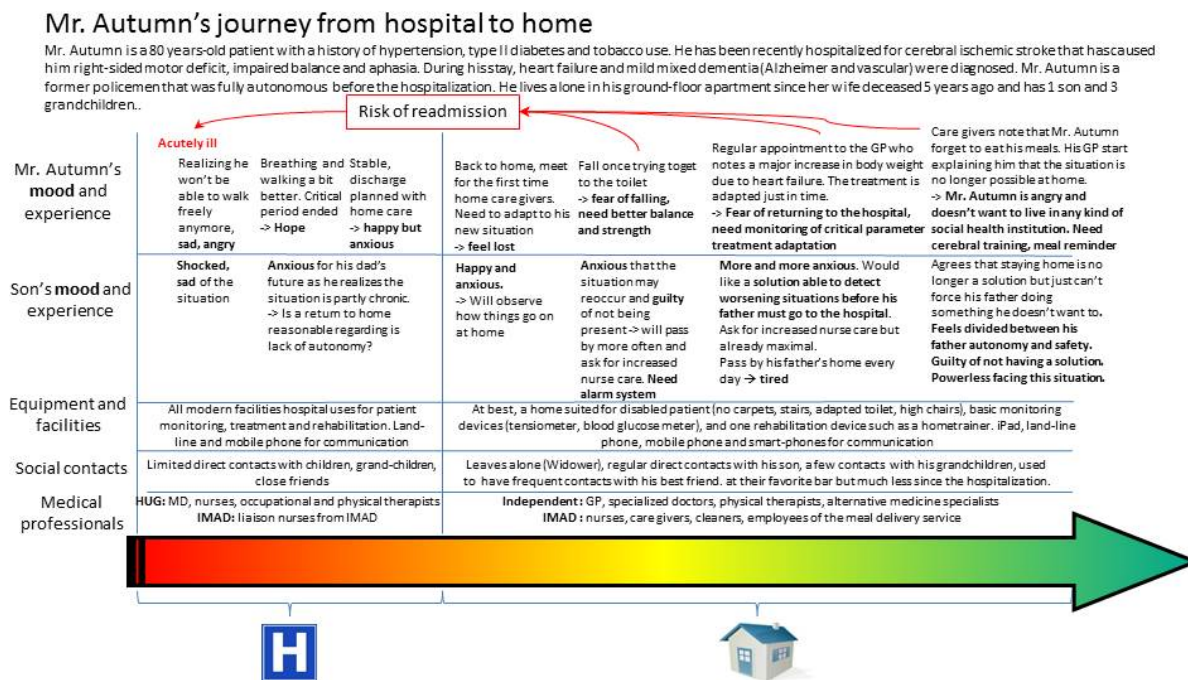 Mr. Autumn's journey from hospital to home
Mr. Autumn is a 80 years-old patient with a history of hypertension, type II diabetes and tobacco use. He has been recently hospitalized for cerebral ischemic stroke that hascaused
him right-sided motor deficit, impaired balance and aphasia. During his stay, heart failure and mild mixed dementia (Alzheimer and vascular) were diagnosed. Mr. Autumn is a
former policemen that was fully autonomous before the hospitalization. He lives alone in his ground-floor apartment since her wife deceased 5 years ago and has 1 son and 3
grandchildren..
Risk of readmission
Mr. Autumn's
mood and
experience
Acutely ill
Realizing he
won't be
able to walk
freely
anymore,
sad, angry
Breathing and
walking a bit
better. Critical
period ended
-> Hope
Stable,
discharge
planned with
home care
-> happy but
anxious
Back to home, meet
for the first time
home care givers.
Need to adapt to his
new situation
-> feel lost
Fall once trying toget
to the toilet
-> fear of falling,
need better balance
and strength
Regular appointment to the GP who
notes a major increase in body weight
due to heart failure. The treatment is
adapted just in time.
-> Fear of returning to the hospital,
need monitoring of critical parameter
treatment adaptation
Care givers note that Mr. Autumn
forget to eat his meals. His GP start
explaining him that the situation is
no longer possible at home.
-> Mr. Autumn is angry and
doesn't want to live in any kind of
social health institution. Need
cerebral training, meal reminder
Son's mood and
experience
Shocked,
sad of the
situation
Anxious for his dad's
future as he realizes the
situation is partly chronic.
-> Is a return to home
reasonable regarding is
lack of autonomy?
Happy and
anxious.
-> Will observe
how things go on
at home
Anxious that the
situation may
reoccur and guilty
of not being
present -> will pass
by more often and
ask for increased
nurse care. Need
alarm system
More and more anxious. Would
like a solution able to detect
worsening situations before his
father must go to the hospital.
Ask for increased nurse care but
already maximal.
Pass by his father's home every
day → tired
Agrees that staying home is no
longer a solution but just can't
force his father doing
something he doesn't want to.
Feels divided between his
father autonomy and safety.
Guilty of not having a solution.
Powerless facing this situation.
Equipment and
facilities
All modern facilities hospital uses for patient
monitoring, treatment and rehabilitation. Land-
line and mobile phone for communication
At best, a home suited for disabled patient (no carpets, stairs, adapted toilet, high chairs), basic monitoring
devices (tensiometer, blood glucose meter), and one rehabilitation device such as a hometrainer. iPad, land-line
phone, mobile phone and smart-phones for communication
Social contacts
Limited direct contacts with children, grand-children,
close friends
Leaves alone (Widower), regular direct contacts with his son, a few contacts with his grandchildren, used
to have frequent contacts with his best friend. at their favorite bar but much less since the hospitalization.
Medical
professionals
HUG: MD, nurses, occupational and physical therapists
IMAD: liaison nurses from IMAD
Independent : GP, specialized doctors, physical therapists, alternative medicine specialists
IMAD : nurses, care givers, cleaners, employees of the meal delivery service
H